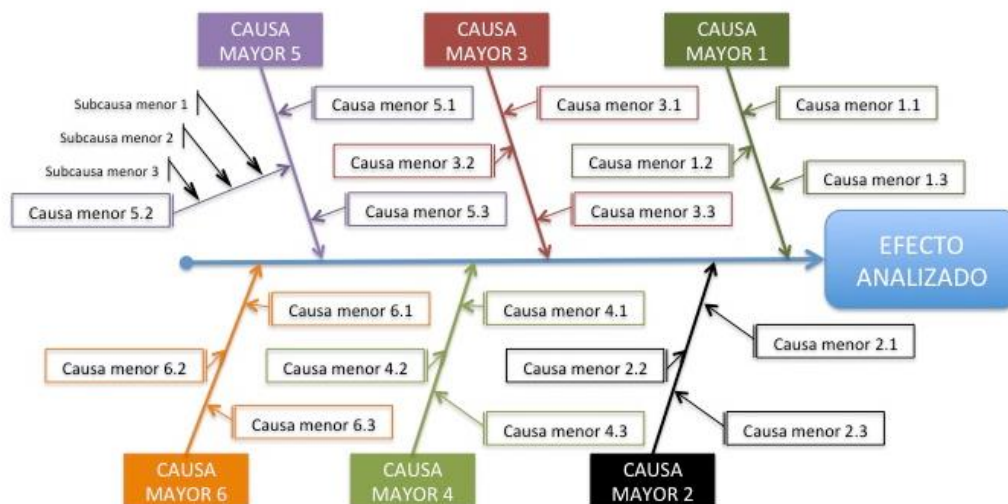 CAUSA
MAYOR 5
CAUSA
MAYOR 3
CAUSA
MAYOR 1
Subcausa menor 1
Subcausa menor 2
Subcausa menor 3
Causa menor 5.1
Causa menor 5.2
Causa menor 5.3
Causa menor 3.1
Causa menor 3.2
Causa menor 3.3
Causa menor 1.1
Causa menor 1.2
Causa menor 1.3
EFECTO
ANALIZADO
Causa menor 6.1
Causa menor 6.2
Causa menor 6.3
Causa menor 4.1
Causa menor 4.2
Causa menor 4.3
Causa menor 2.1
Causa menor 2.2
Causa menor 2.3
CAUSA
MAYOR 6
CAUSA
MAYOR 4
CAUSA
MAYOR 2